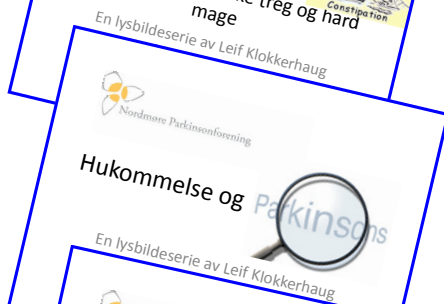 treg og hard
mage
Constipation
En lysbildeserie av Leif Klokkerhaug
Nordmøre Parkinsonforening
Hukommelse og Parkinsons
En lysbildeserie av Leif Klokkerhaug